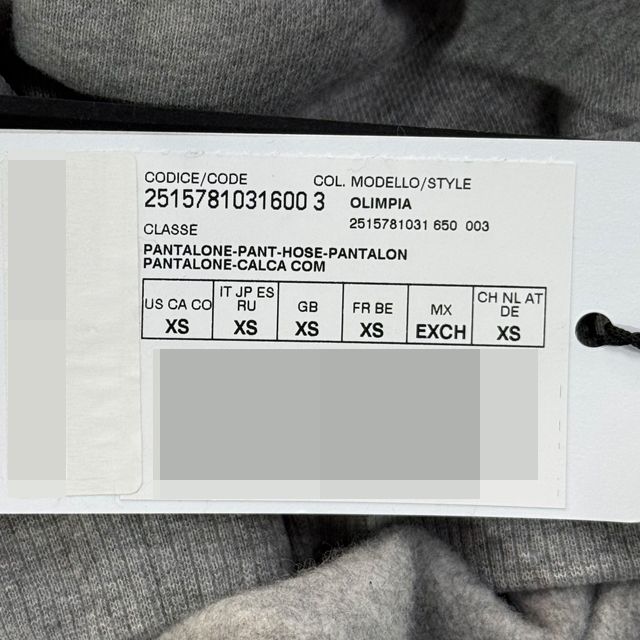 CODICE/CODE COL. MODELLO/STYLE
2515781031600 3 OLIMPIA
2515781031 650 003
CLASSE
PANTALONE-PANT-HOSE-PANTALON
PANTALONE-CALCA COM
US CA CO IT JP ES RU GB FR BE MX CH NL AT DE
XS XS XS XS EXCH XS